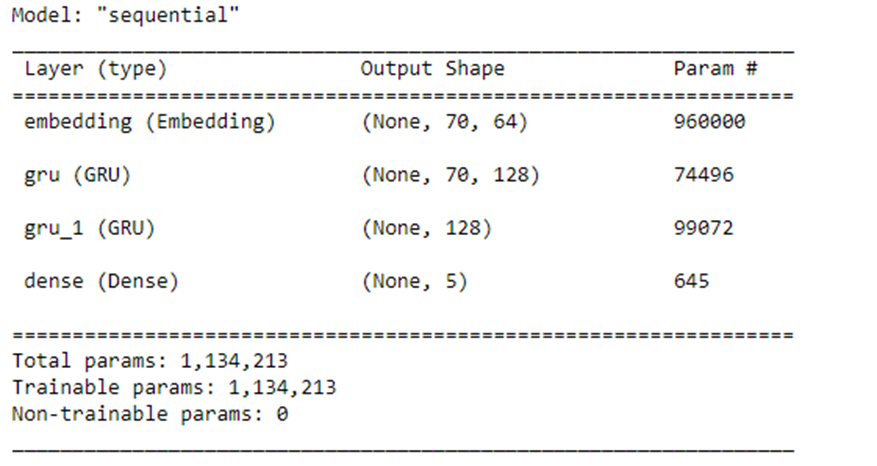 Model: "sequential"
Layer (type) Output Shape Param #
embedding (Embedding) (None, 70, 64) 960000
gru (GRU) (None, 70, 128) 74496
gru_1 (GRU) (None, 128) 99072
dense (Dense) (None, 5) 645
Total params: 1,134,213
Trainable params: 1,134,213
Non-trainable params: 0